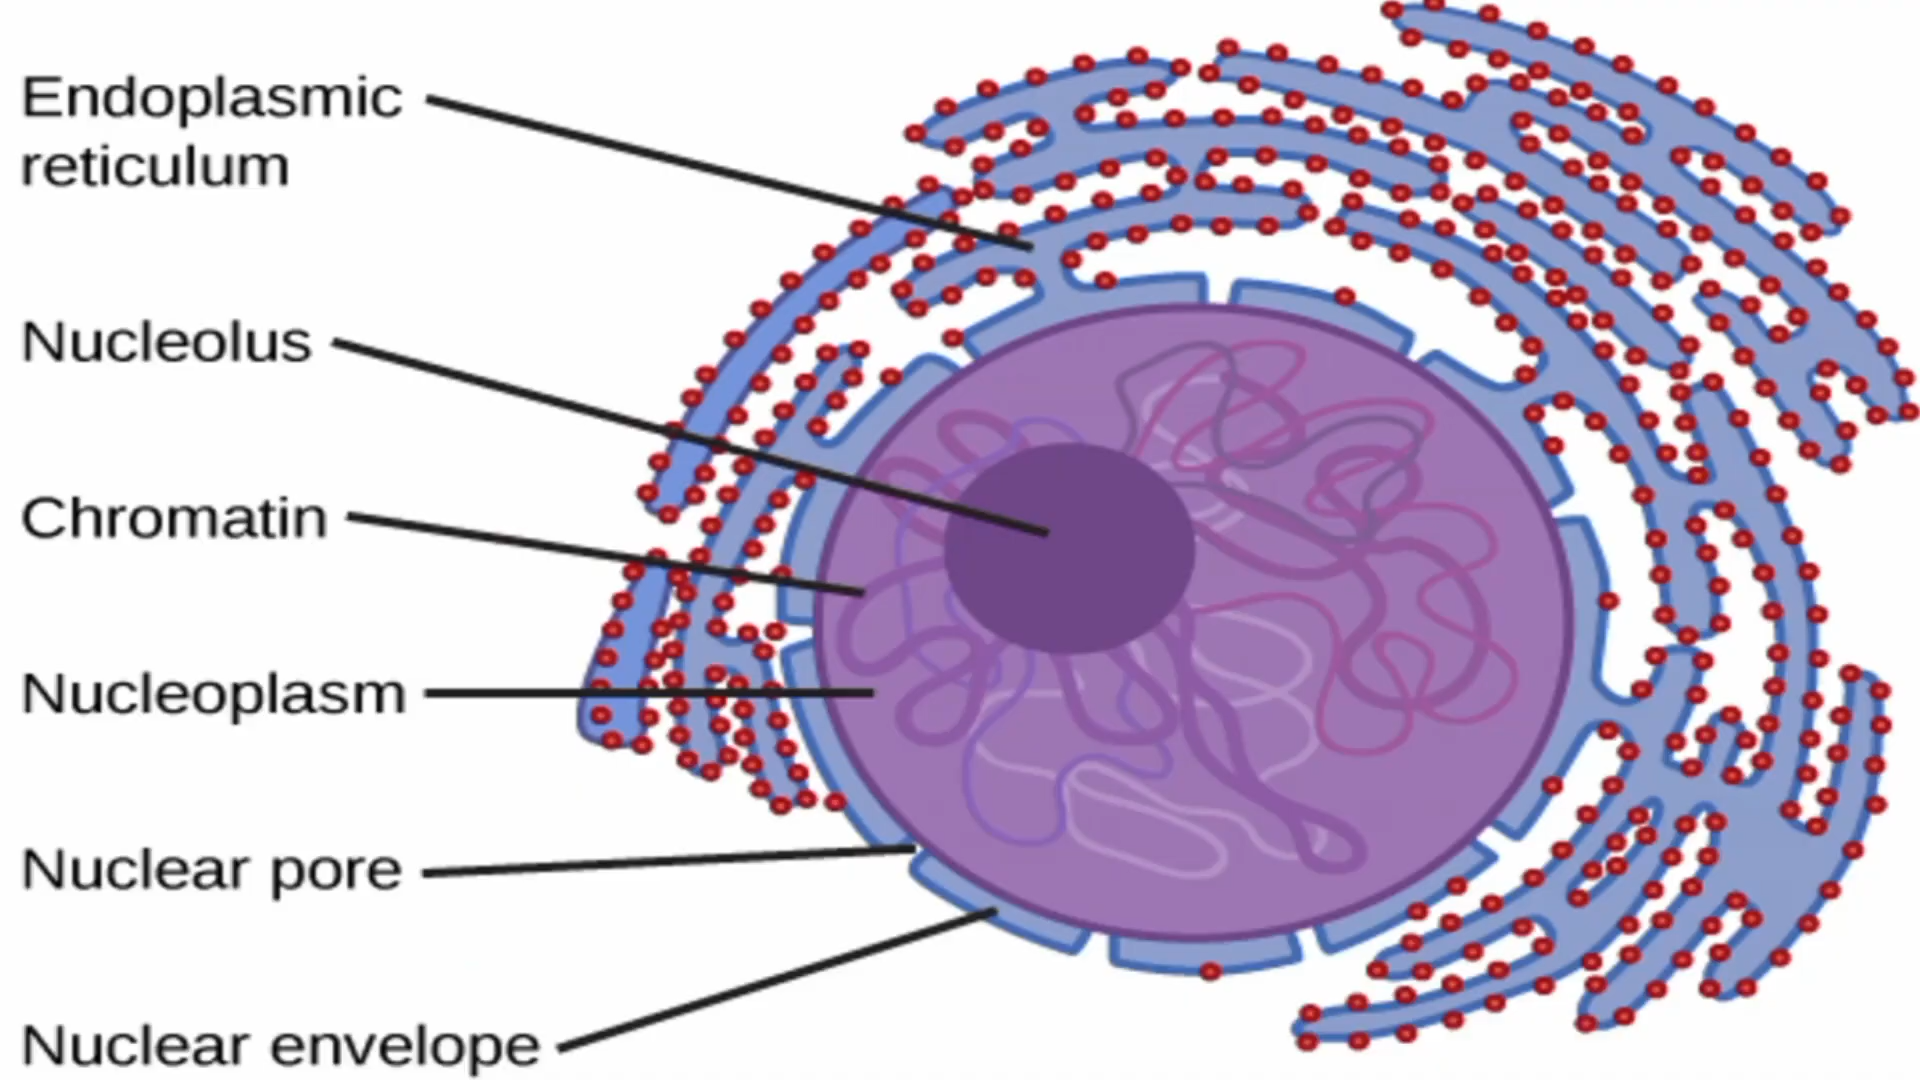 Endoplasmic
reticulum
Nucleolus
Chromatin
Nucleoplasm
Nuclear pore
Nuclear envelope